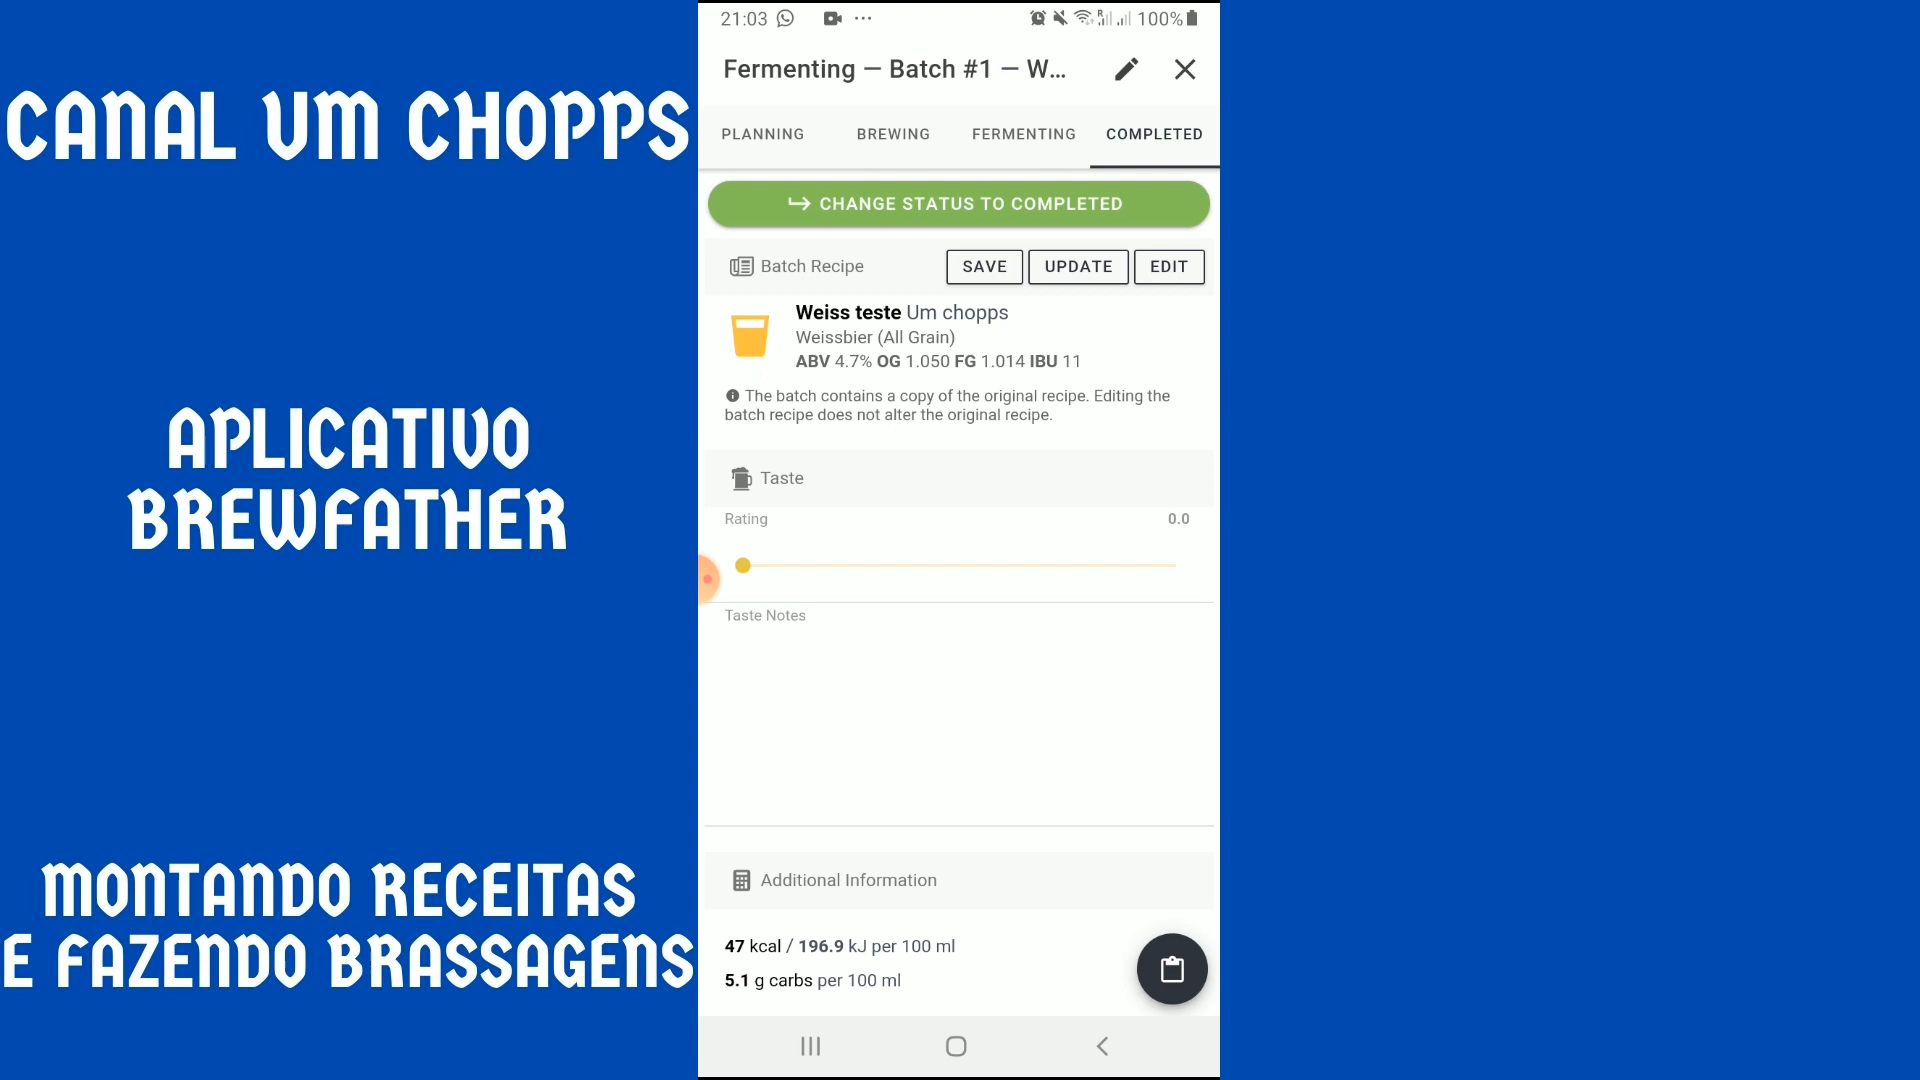 CANAL UM CHOPPS
APLICATIVO
BREWFATHER
MONTANDO RECEITAS
E FAZENDO BRASSAGENS
21:03 ... R 100%
Fermenting — Batch #1 — W...
PLANNING BREWING FERMENTING COMPLETED
CHANGE STATUS TO COMPLETED
Batch Recipe SAVE UPDATE EDIT
Weiss teste Um chopps
Weissbier (All Grain)
ABV 4.7% OG 1.050 FG 1.014 IBU 11
The batch contains a copy of the original recipe. Editing the
batch recipe does not alter the original recipe.
Taste
Rating 0.0
Taste Notes
Additional Information
47 kcal / 196.9 kJ per 100 ml
5.1 g carbs per 100 ml